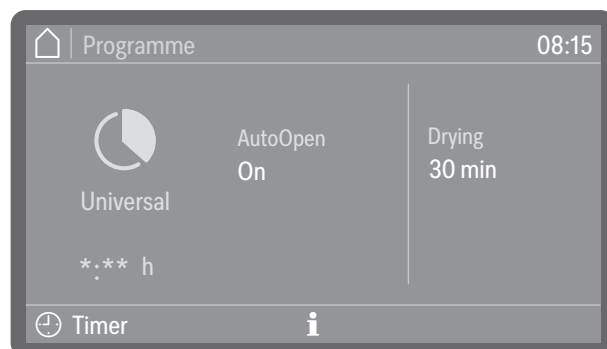 Programme 08:15
AutoOpen
On
Drying
30 min
Universal
*:** h
Timer i